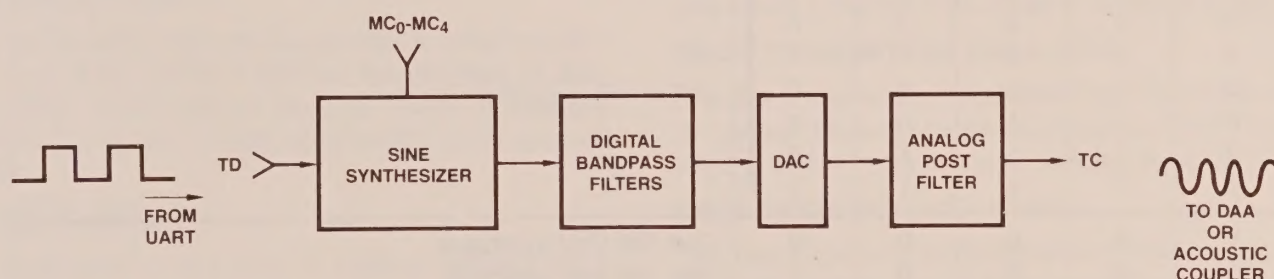 MC0-MC4
TD
FROM
UART
SINE
SYNTHESIZER
DIGITAL
BANDPASS
FILTERS
DAC
ANALOG
POST
FILTER
TC
TO DAA
OR
ACOUSTIC
COUPLER